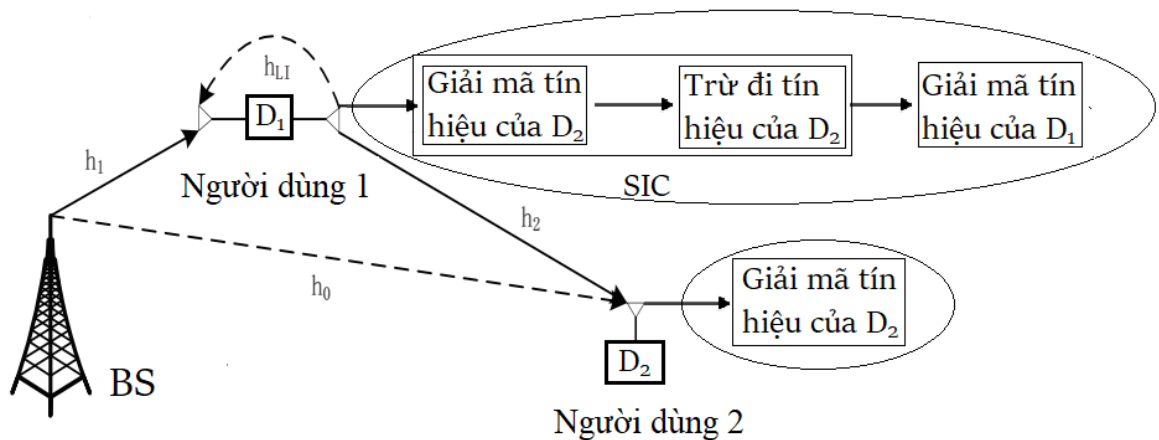 h_LI
Giải mã tín
hiệu của D₂
Trừ đi tín
hiệu của D₂
Giải mã tín
hiệu của D₁
D₁
h₁
Người dùng 1
SIC
h₂
h₀
Giải mã tín
hiệu của D₂
D₂
BS
Người dùng 2